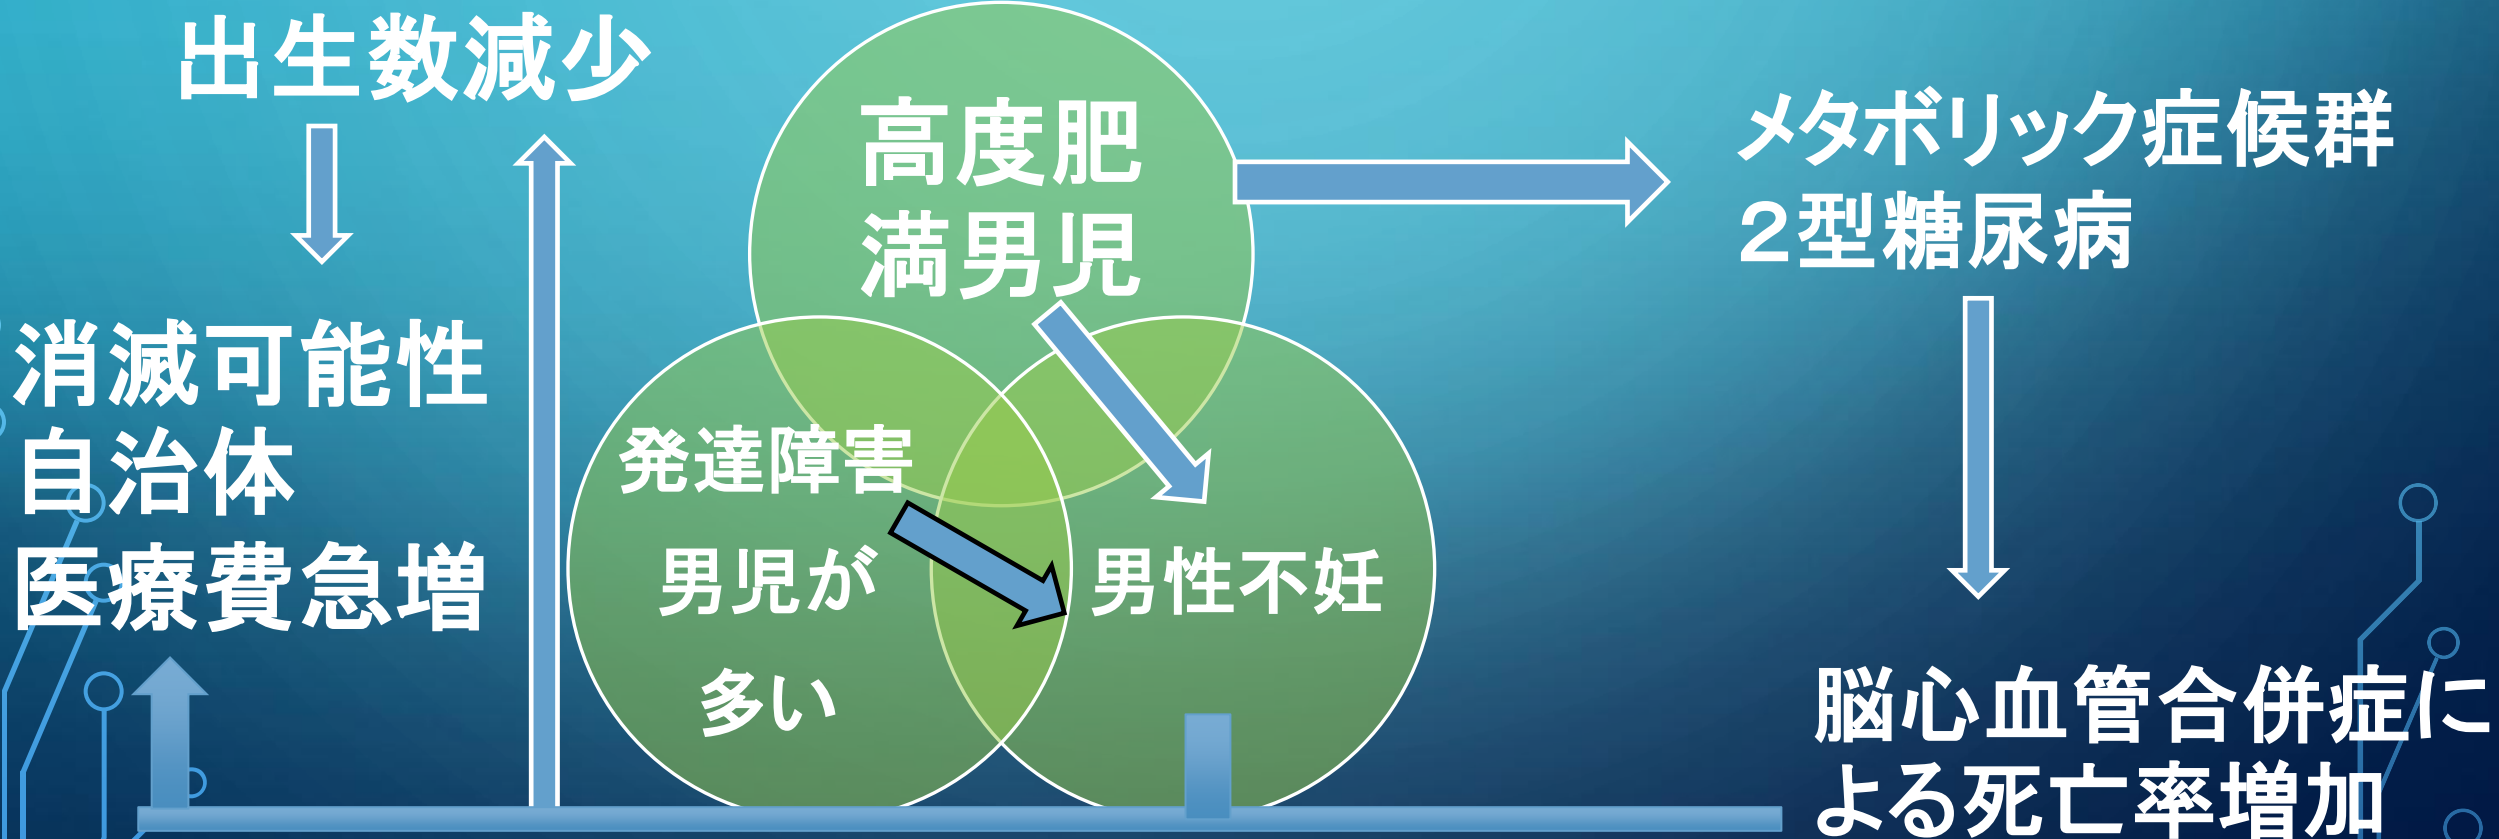 出生数減少
消滅可能性
自治体
医療費急増
高度肥
満男児
発達障害
男児が
多い
男性不妊
メタボリック症候群
２型糖尿病
脳心血管合併症に
よる死亡率増加